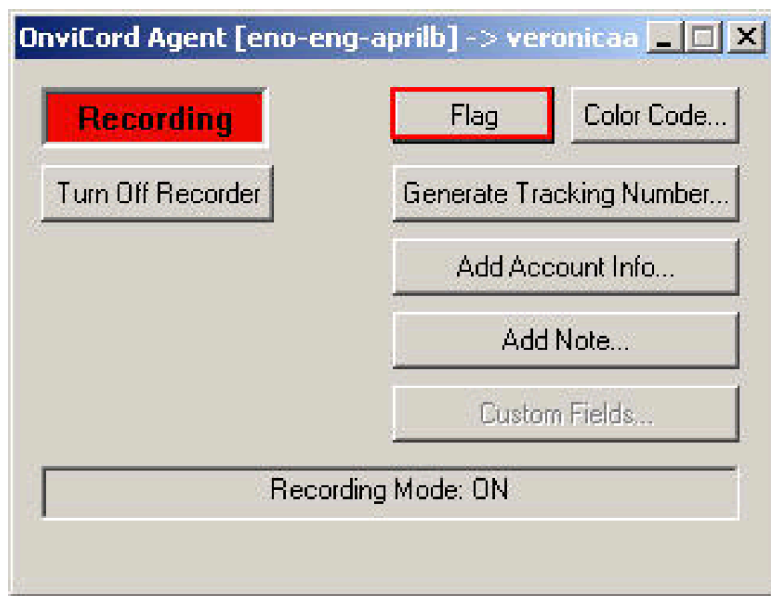 OnviCord Agent [eno-eng-aprilb] -> veronicaa
Recording
Flag
Color Code...
Turn Off Recorder
Generate Tracking Number...
Add Account Info...
Add Note...
Custom Fields...
Recording Mode: ON